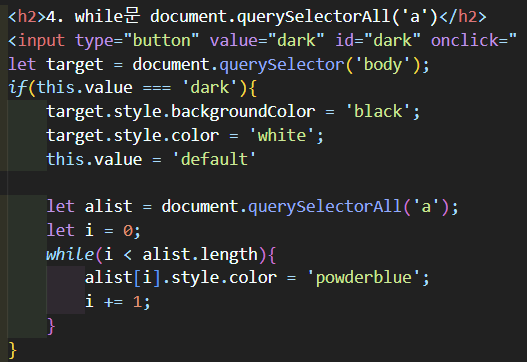 <h2>4. while문 document.querySelectorAll('a')</h2>
<input type="button" value="dark" id="dark" onclick="
let target = document.querySelector('body');
if(this.value === 'dark'){
    target.style.backgroundColor = 'black';
    target.style.color = 'white';
    this.value = 'default'

    let alist = document.querySelectorAll('a');
    let i = 0;
    while(i < alist.length){
        alist[i].style.color = 'powderblue';
        i += 1;
    }
}